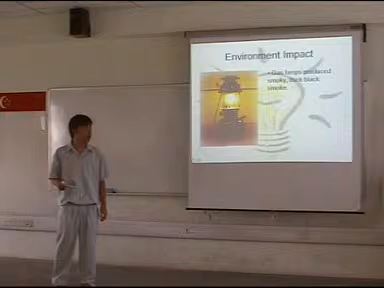 Environment Impact
• Gas lamps produced
smoky, thick black
smoke.